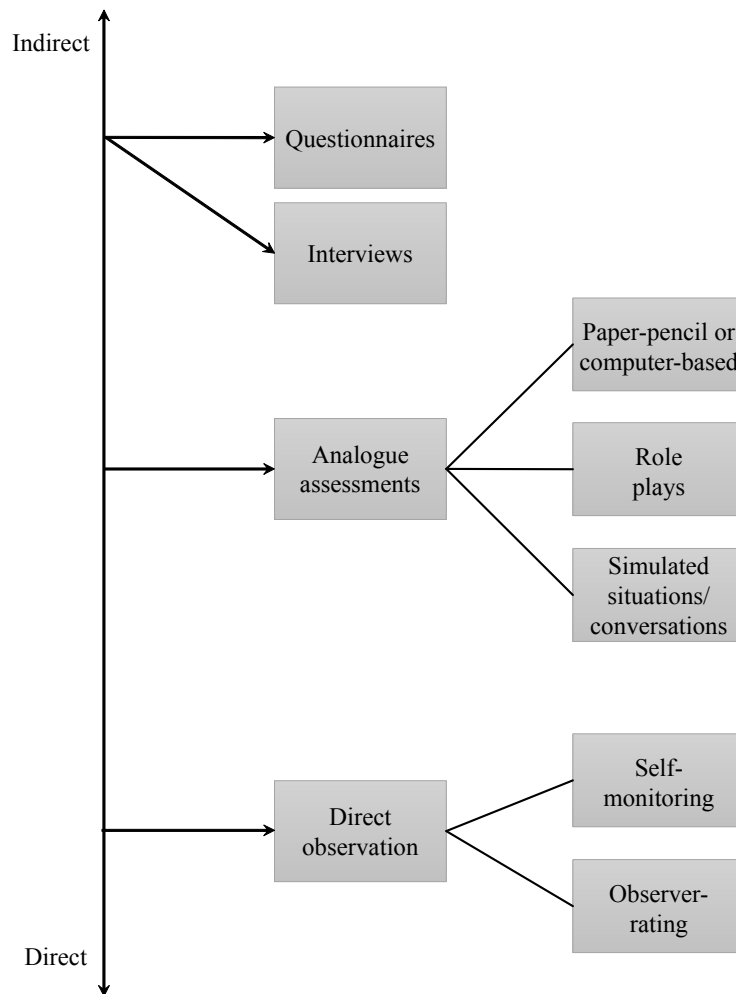 Indirect
Questionnaires
Interviews
Paper-pencil or
computer-based
Analogue
assessments
Role
plays
Simulated
situations/
conversations
Self-
monitoring
Direct
observation
Observer-
rating
Direct